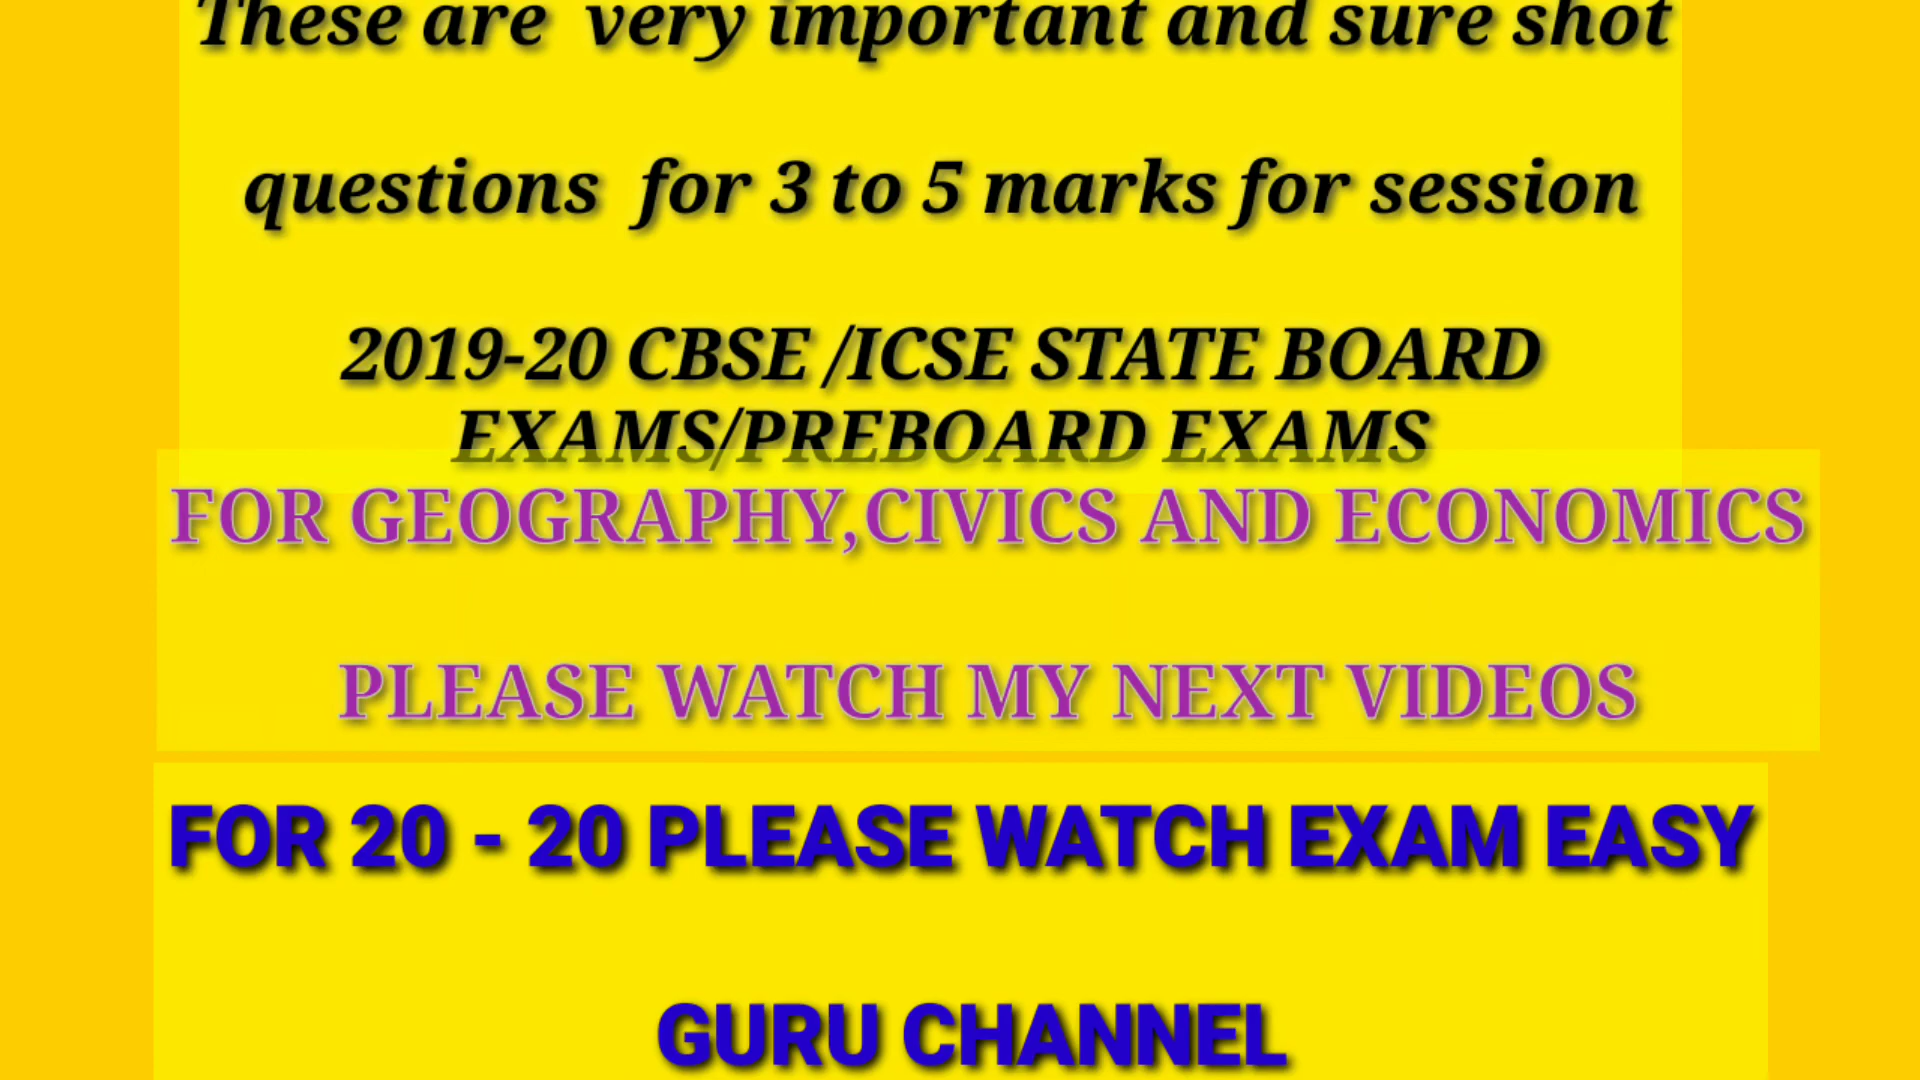 These are very important and sure shot
questions for 3 to 5 marks for session
2019-20 CBSE /ICSE STATE BOARD
EXAMS/PREBOARD EXAMS
FOR GEOGRAPHY,CIVICS AND ECONOMICS
PLEASE WATCH MY NEXT VIDEOS
FOR 20 - 20 PLEASE WATCH EXAM EASY
GURU CHANNEL